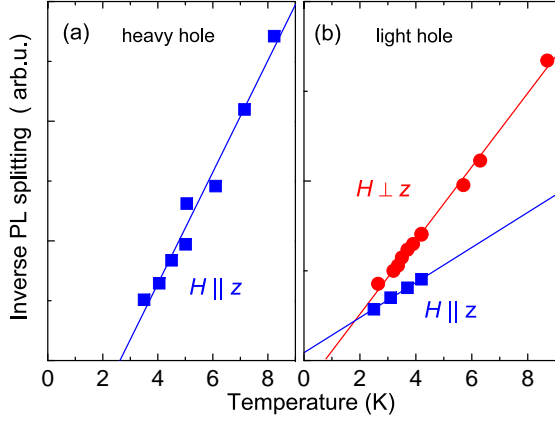 (a) heavy hole
(b) light hole
Inverse PL splitting ( arb.u.)
H || z
H ⊥ z
H || z
0 2 4 6 8
0 2 4 6 8
Temperature (K)